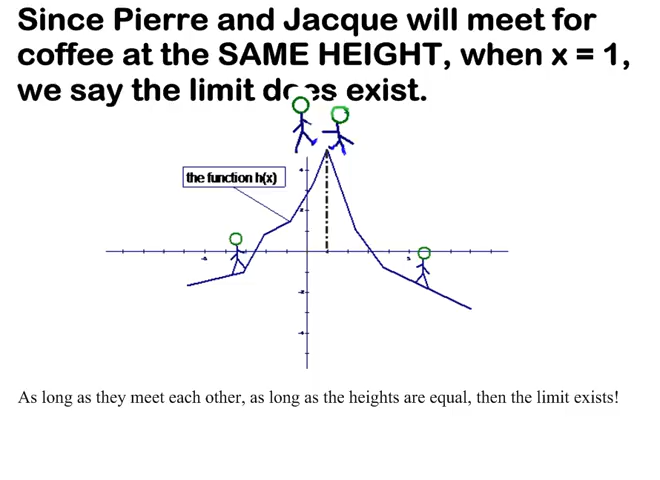 Since Pierre and Jacque will meet for
coffee at the SAME HEIGHT, when x = 1,
we say the limit does exist.
the function h(x)
As long as they meet each other, as long as the heights are equal, then the limit exists!